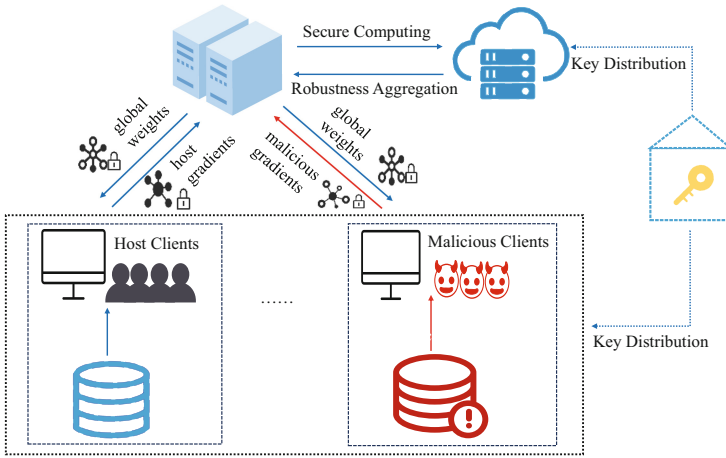 Secure Computing
Robustness Aggregation
Key Distribution
global
weights
host
gradients
malicious
gradients
global
weights
Host Clients
......
Malicious Clients
Key Distribution